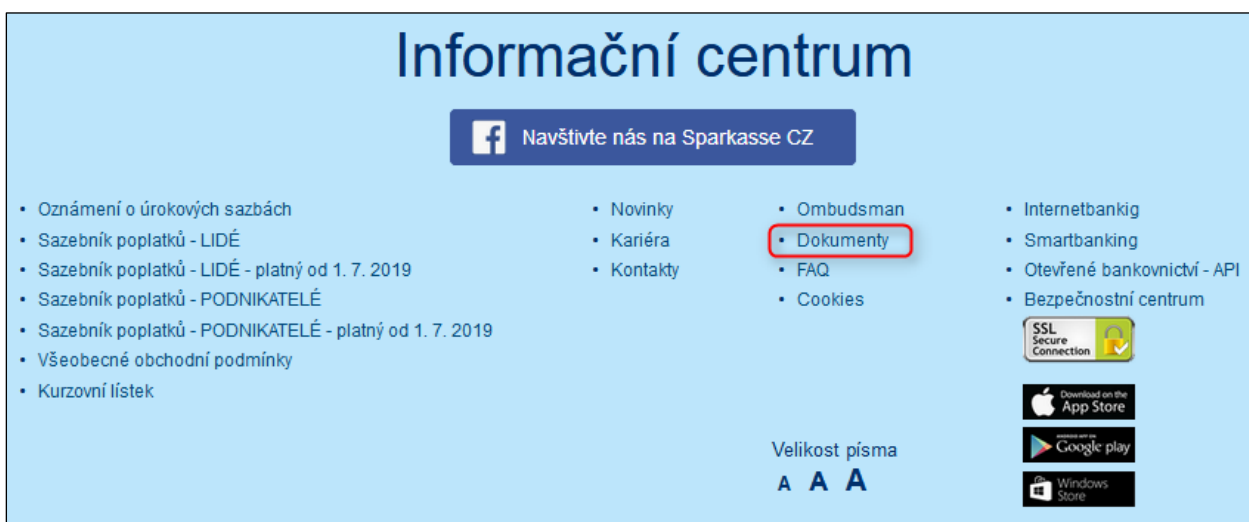 Informační centrum
Navštivte nás na Sparkasse CZ
• Oznámení o úrokových sazbách
• Sazebník poplatků - LIDÉ
• Sazebník poplatků - LIDÉ - platný od 1. 7. 2019
• Sazebník poplatků - PODNIKATELÉ
• Sazebník poplatků - PODNIKATELÉ - platný od 1. 7. 2019
• Všeobecné obchodní podmínky
• Kurzovní lístek
• Novinky
• Kariéra
• Kontakty
• Ombudsman
• Dokumenty
• FAQ
• Cookies
Velikost písma
A A A
• Internetbankig
• Smartbanking
• Otevřené bankovnictví - API
• Bezpečnostní centrum
SSL
Secure
Connection
Download on the
App Store
ANDROID APP ON
Google play
Windows
Store